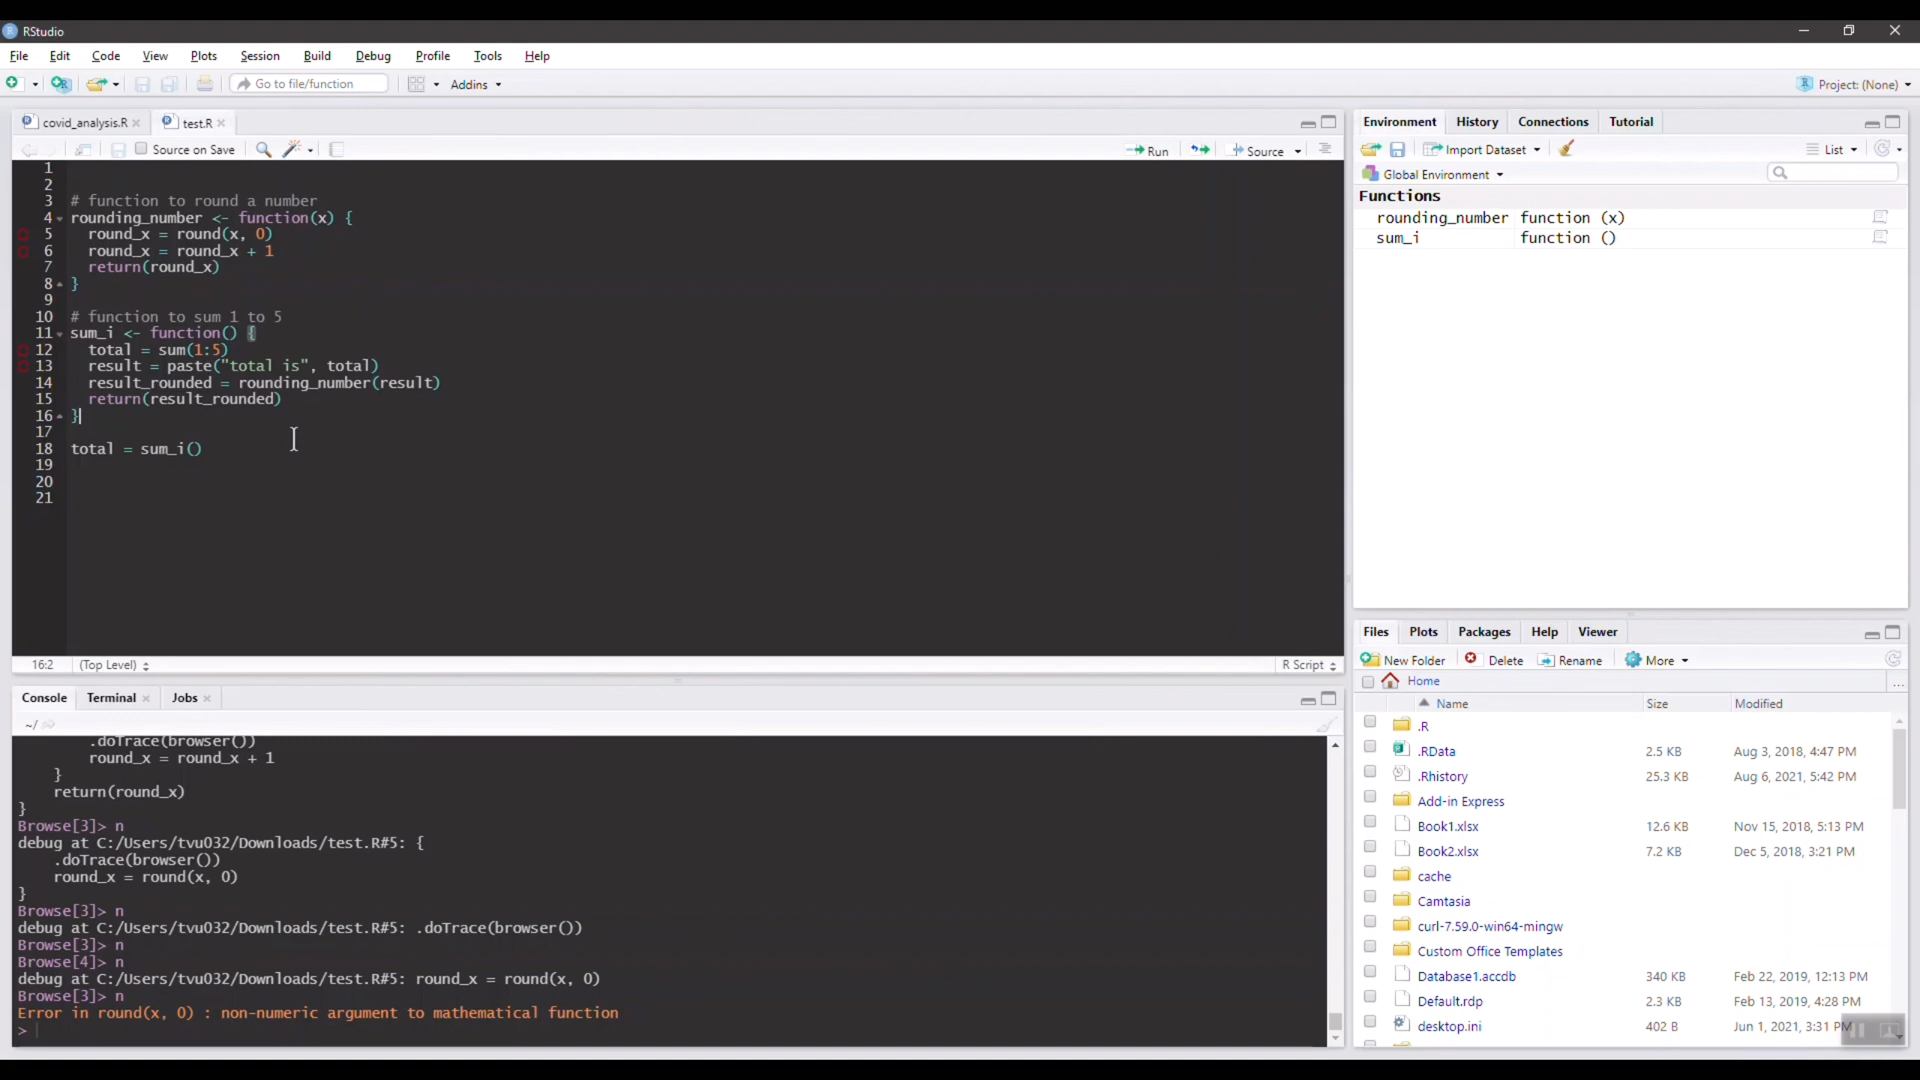 RStudio
File Edit Code View Plots Session Build Debug Profile Tools Help
Go to file/function Addins Project: (None)
covid_analysis.R test.R
Source on Save Run Source
1
2
3 # function to round a number
4 rounding_number <- function(x) {
5 round_x = round(x, 0)
6 round_x = round_x + 1
7 return(round_x)
8 }
9
10 # function to sum 1 to 5
11 sum_i <- function() {
12 total = sum(1:5)
13 result = paste("total is", total)
14 result_rounded = rounding_number(result)
15 return(result_rounded)
16 }
17
18 total = sum_i()
19
20
21
16:2 (Top Level) R Script
Console Terminal Jobs
~/
.doTrace(browser())
round_x = round_x + 1
}
return(round_x)
}
Browse[3]> n
debug at C:/Users/tvu032/Downloads/test.R#5: {
.doTrace(browser())
round_x = round(x, 0)
}
Browse[3]> n
debug at C:/Users/tvu032/Downloads/test.R#5: .doTrace(browser())
Browse[3]> n
Browse[4]> n
debug at C:/Users/tvu032/Downloads/test.R#5: round_x = round(x, 0)
Browse[3]> n
Error in round(x, 0) : non-numeric argument to mathematical function
>
Environment History Connections Tutorial
Import Dataset List
Global Environment
Functions
rounding_number function (x)
sum_i function ()
Files Plots Packages Help Viewer
New Folder Delete Rename More
Home ...
Name Size Modified
.R
.RData 2.5 KB Aug 3, 2018, 4:47 PM
.Rhistory 25.3 KB Aug 6, 2021, 5:42 PM
Add-in Express
Book1.xlsx 12.6 KB Nov 15, 2018, 5:13 PM
Book2.xlsx 7.2 KB Dec 5, 2018, 3:21 PM
cache
Camtasia
curl-7.59.0-win64-mingw
Custom Office Templates
Database1.accdb 340 KB Feb 22, 2019, 12:13 PM
Default.rdp 2.3 KB Feb 13, 2019, 4:28 PM
desktop.ini 402 B Jun 1, 2021, 3:31 PM